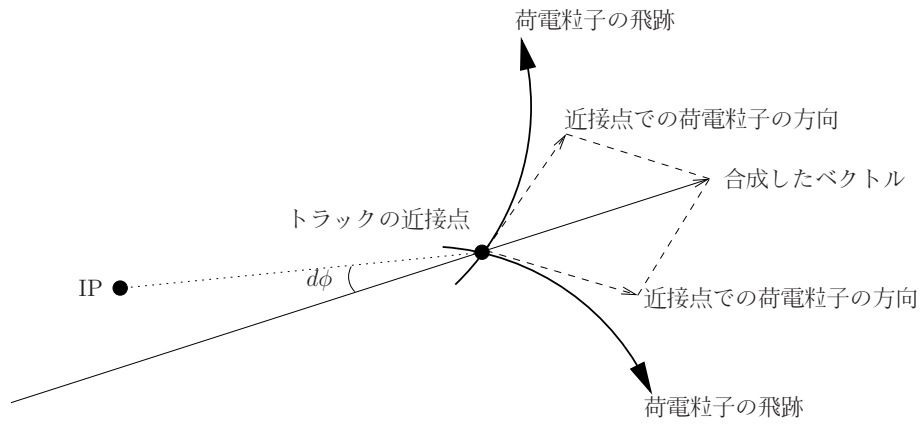 荷電粒子の飛跡
近接点での荷電粒子の方向
合成したベクトル
トラックの近接点
IP
dϕ
近接点での荷電粒子の方向
荷電粒子の飛跡